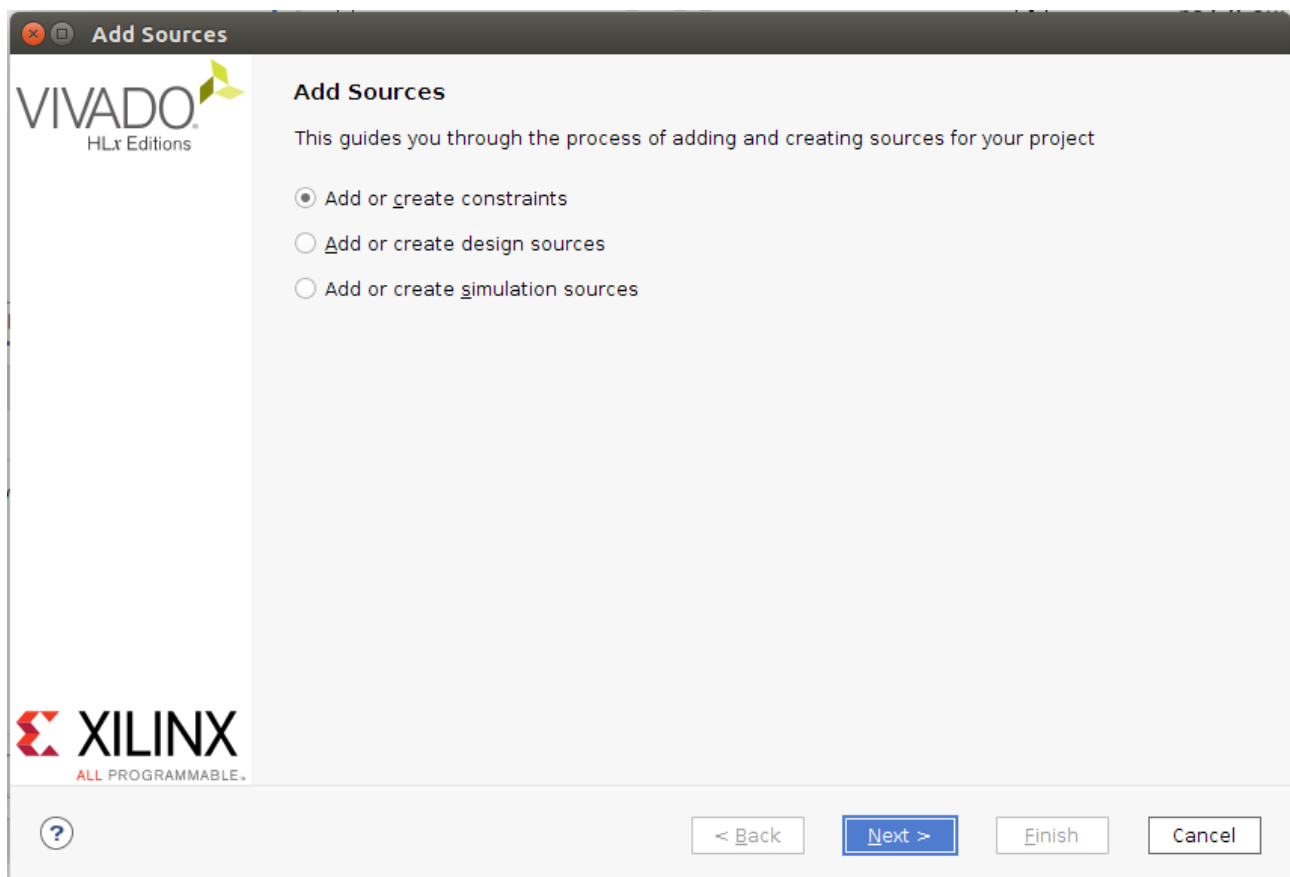 Add Sources
VIVADO
HLx Editions
Add Sources
This guides you through the process of adding and creating sources for your project
Add or create constraints
Add or create design sources
Add or create simulation sources
XILINX
ALL PROGRAMMABLE™
?
< Back
Next >
Finish
Cancel